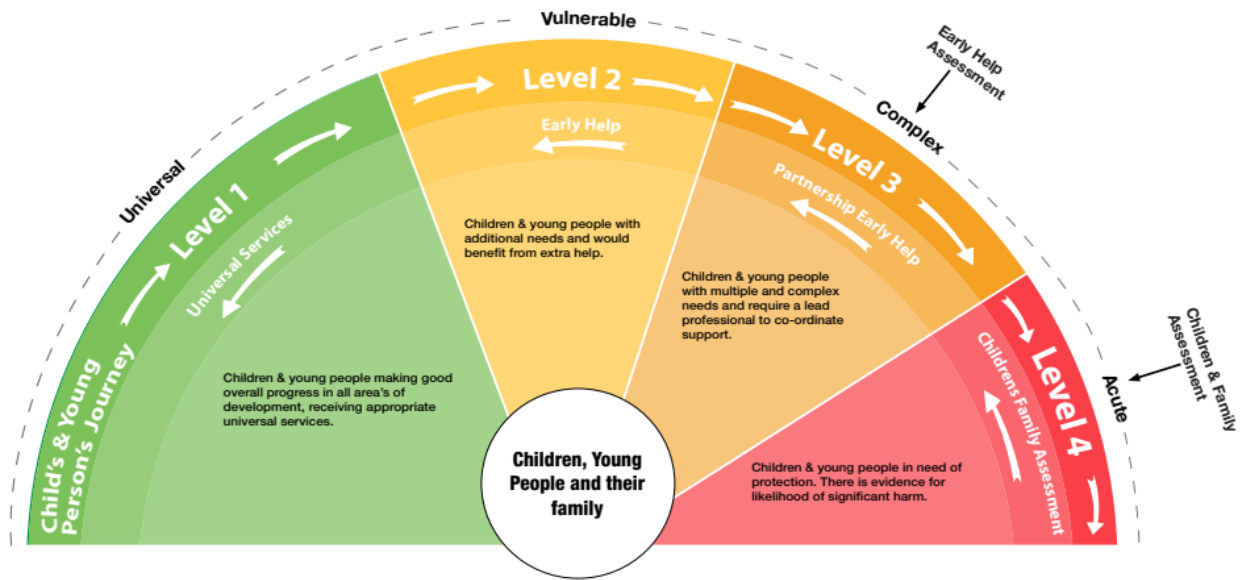 Universal
Vulnerable
Complex
Acute
Early Help
Assessment
Children & Family
Assessment
Child's & Young
Person's Journey
Level 1
Universal Services
Children & young people making good
overall progress in all area's of
development, receiving appropriate
universal services.
Level 2
Early Help
Children & young people with
additional needs and would
benefit from extra help.
Level 3
Partnership Early Help
Children & young people
with multiple and complex
needs and require a lead
professional to co-ordinate
support.
Level 4
Childrens Family Assessment
Children & young people in need of
protection. There is evidence for
likelihood of significant harm.
Children, Young
People and their
family